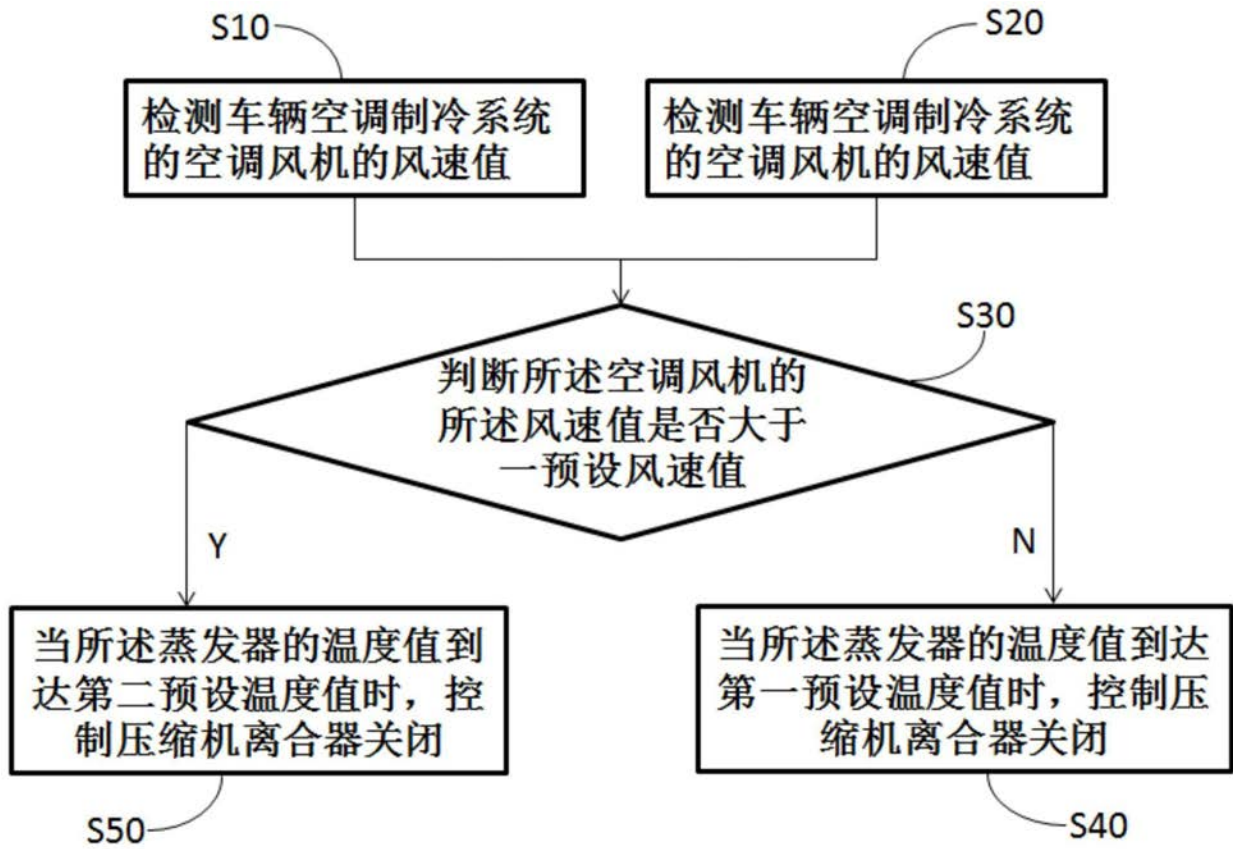 S10
S20
检测车辆空调制冷系统
的空调风机的风速值
检测车辆空调制冷系统
的空调风机的风速值
S30
判断所述空调风机的
所述风速值是否大于
一预设风速值
Y
N
当所述蒸发器的温度值到
达第二预设温度值时，控
制压缩机离合器关闭
当所述蒸发器的温度值到达
第一预设温度值时，控制压
缩机离合器关闭
S50
S40